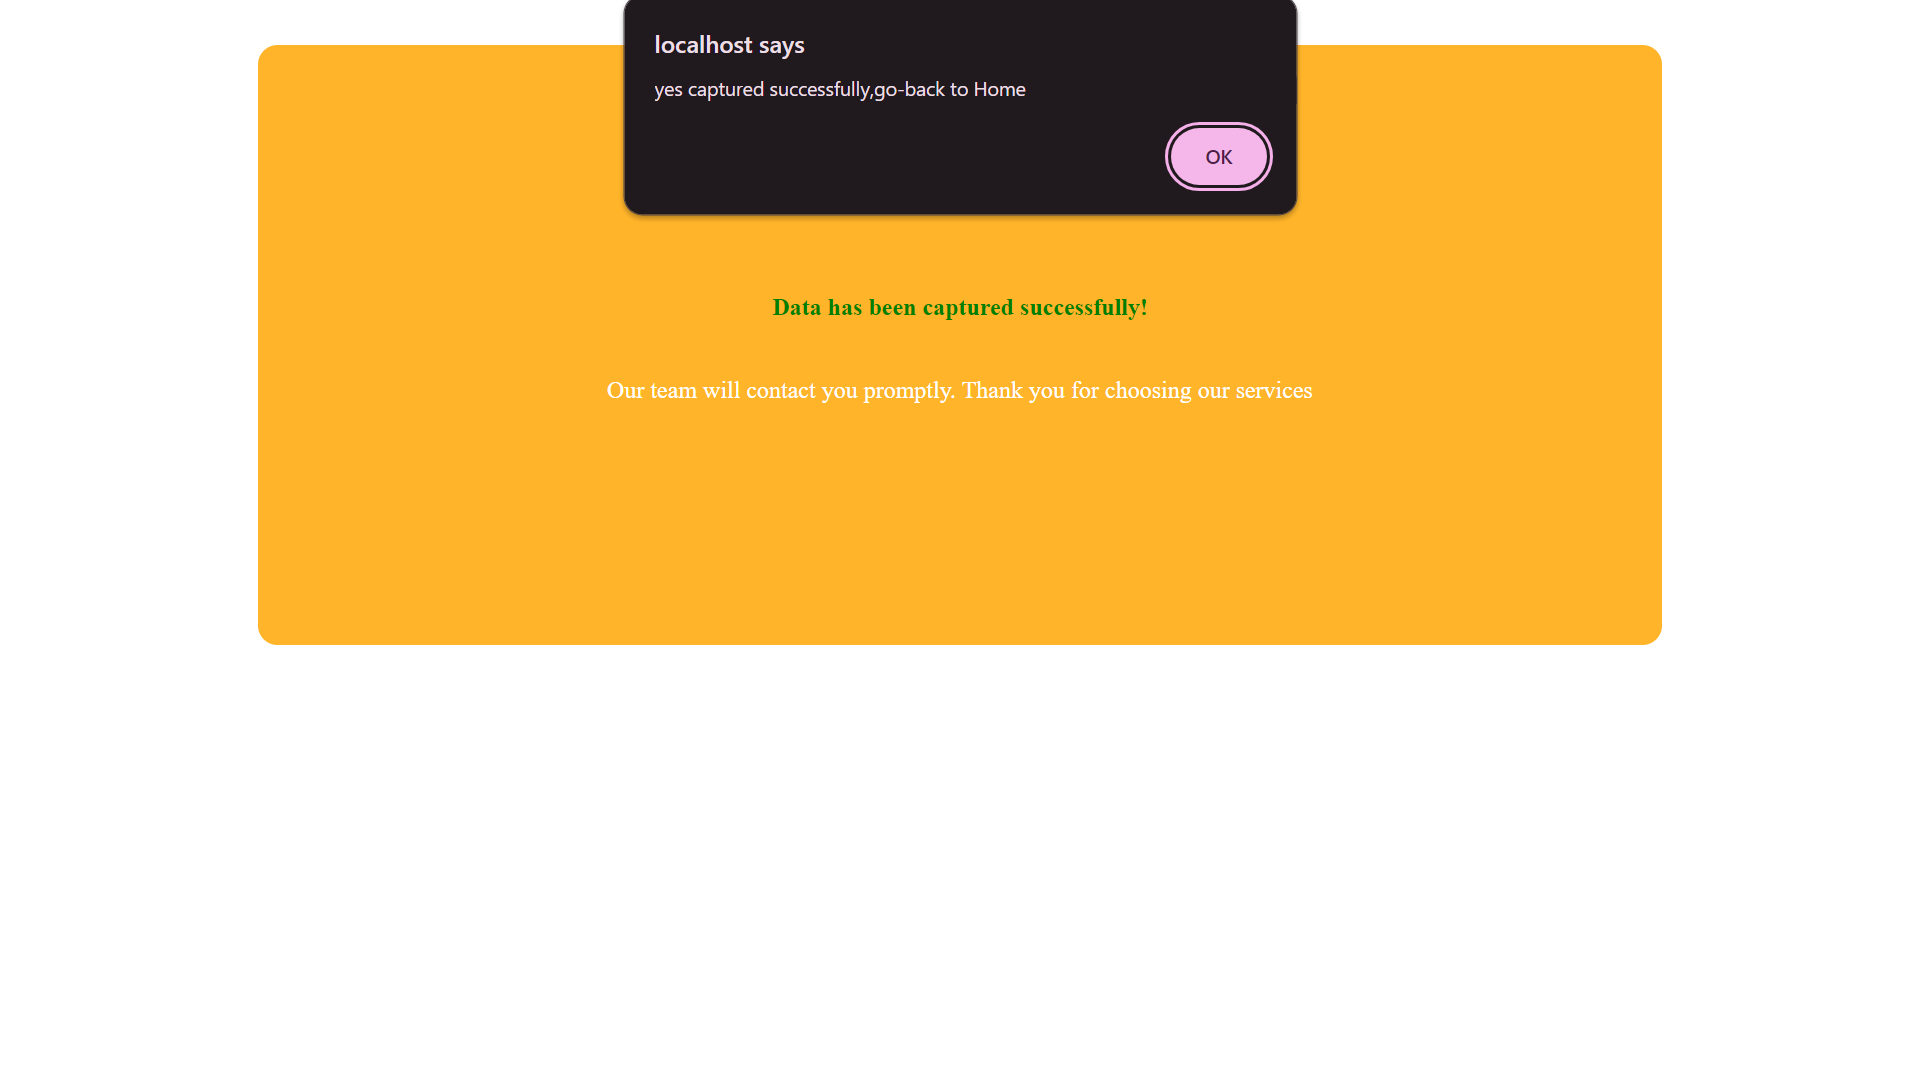 localhost says
yes captured successfully,go-back to Home
OK
Data has been captured successfully!
Our team will contact you promptly. Thank you for choosing our services